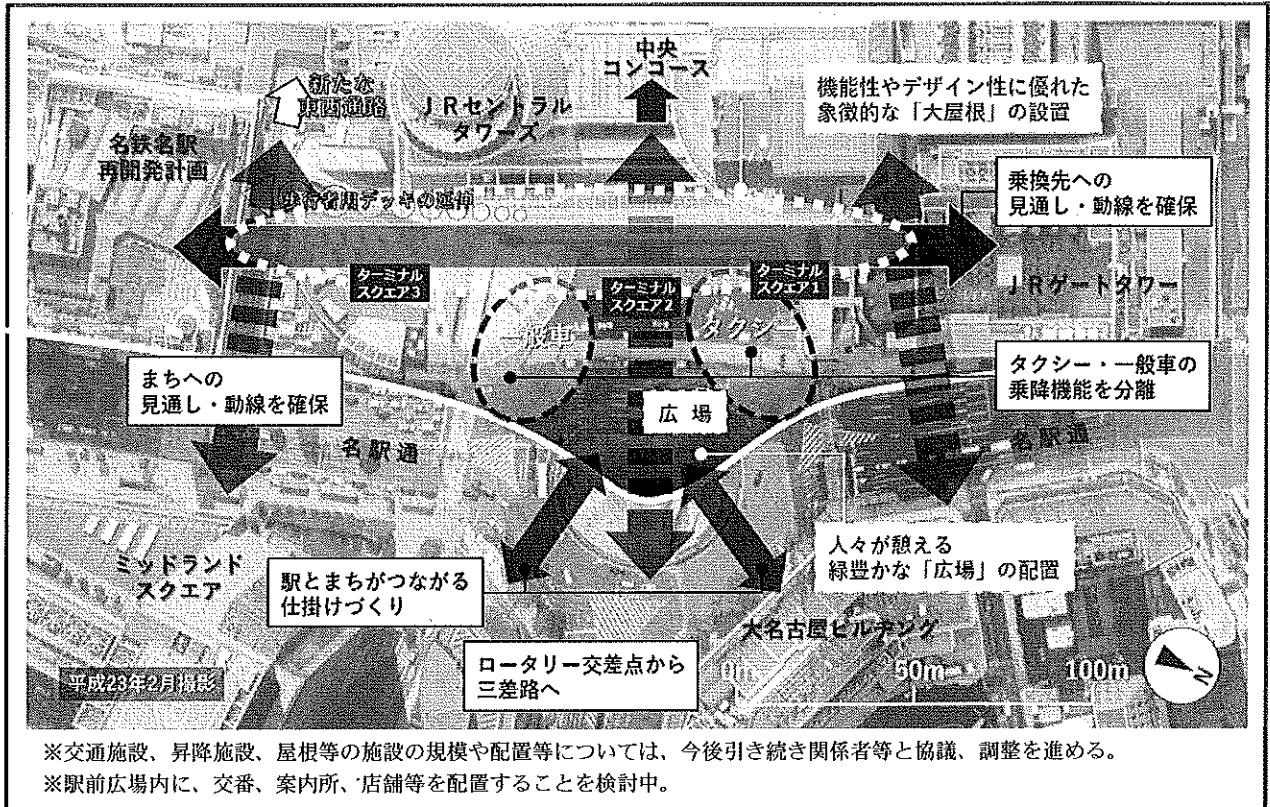 中央
コンコース
新たな
東西通路
JRセントラル
タワーズ
機能性やデザイン性に優れた
象徴的な「大屋根」の設置
名鉄名駅
再開発計画
乗換先への
見通し・動線を確保
歩行者用デッキの延伸
ターミナル
スクエア3
ターミナル
スクエア2
ターミナル
スクエア1
JRゲートタワー
一般車
タクシー
まちへの
見通し・動線を確保
タクシー・一般車の
乗降機能を分離
広場
名駅通
名駅通
ミッドランド
スクエア
駅とまちがつながる
仕掛けづくり
人々が憩える
緑豊かな「広場」の配置
大名古屋ビルヂング
ロータリー交差点から
三差路へ
平成23年2月撮影
0m
50m
100m
N
※交通施設、昇降施設、屋根等の施設の規模や配置等については、今後引き続き関係者等と協議、調整を進める。
※駅前広場内に、交番、案内所、店舗等を配置することを検討中。